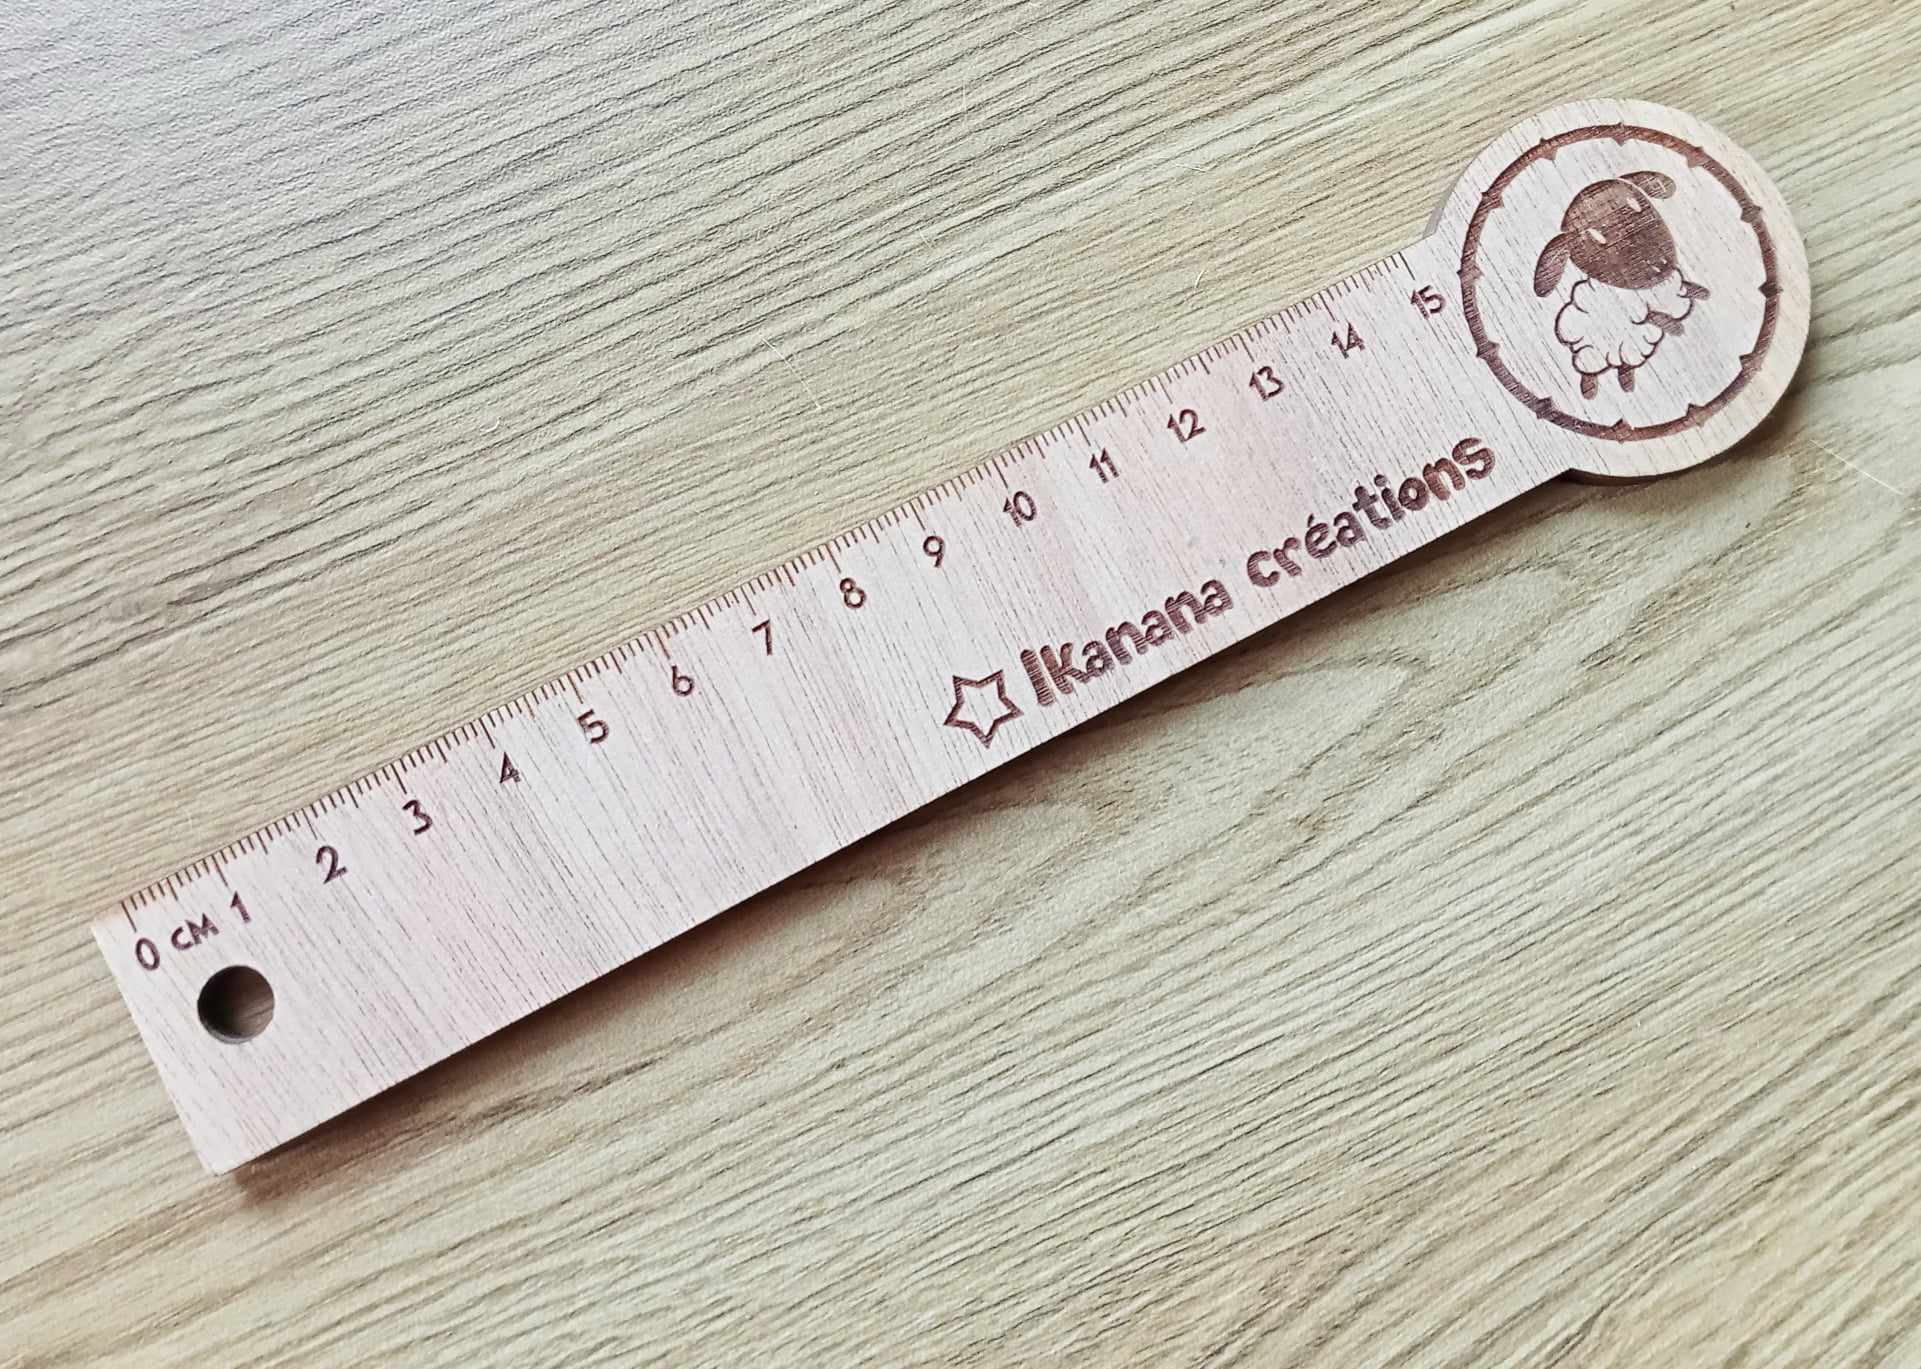 0 cm 1 2 3 4 5 6 7 8 9 10 11 12 13 14 15
Ikanana créations